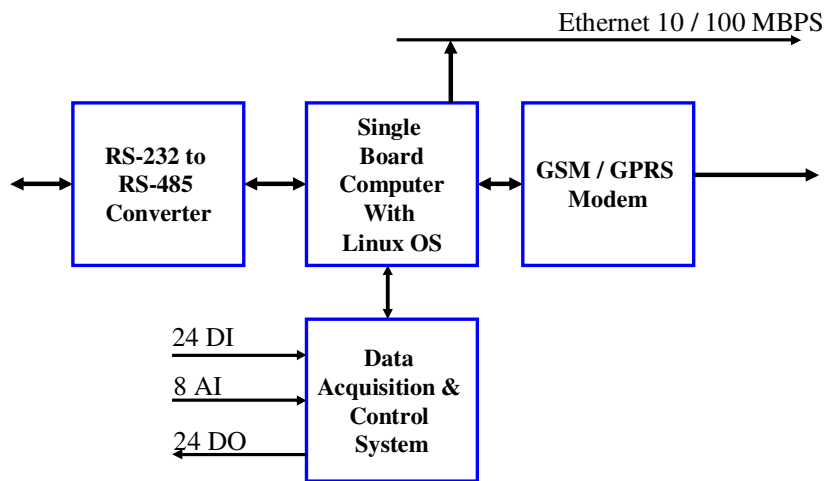 Ethernet 10 / 100 MBPS
RS-232 to
RS-485
Converter
Single
Board
Computer
With
Linux OS
GSM / GPRS
Modem
24 DI
8 AI
24 DO
Data
Acquisition &
Control
System